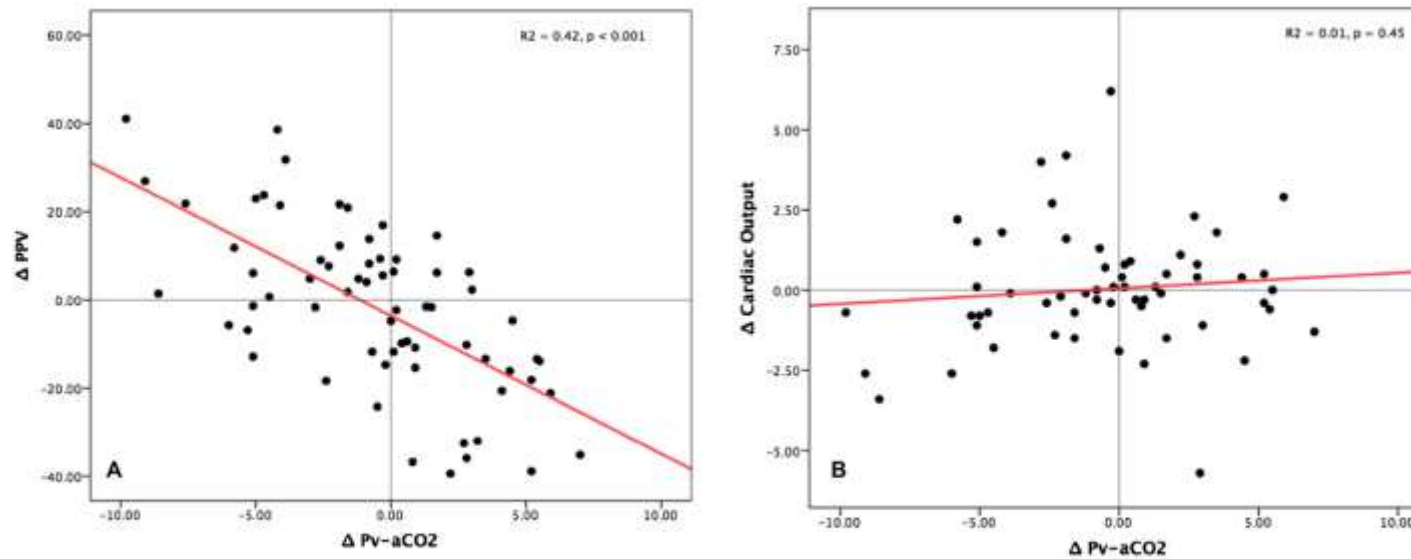 R2 = 0.42, p < 0.001
60.00
40.00
20.00
0.00
-20.00
-40.00
Δ PPV
A
-10.00 -5.00 0.00 5.00 10.00
Δ Pv-aCO2
R2 = 0.01, p = 0.45
7.50
5.00
2.50
0.00
-2.50
-5.00
Δ Cardiac Output
B
-10.00 -5.00 0.00 5.00 10.00
Δ Pv-aCO2